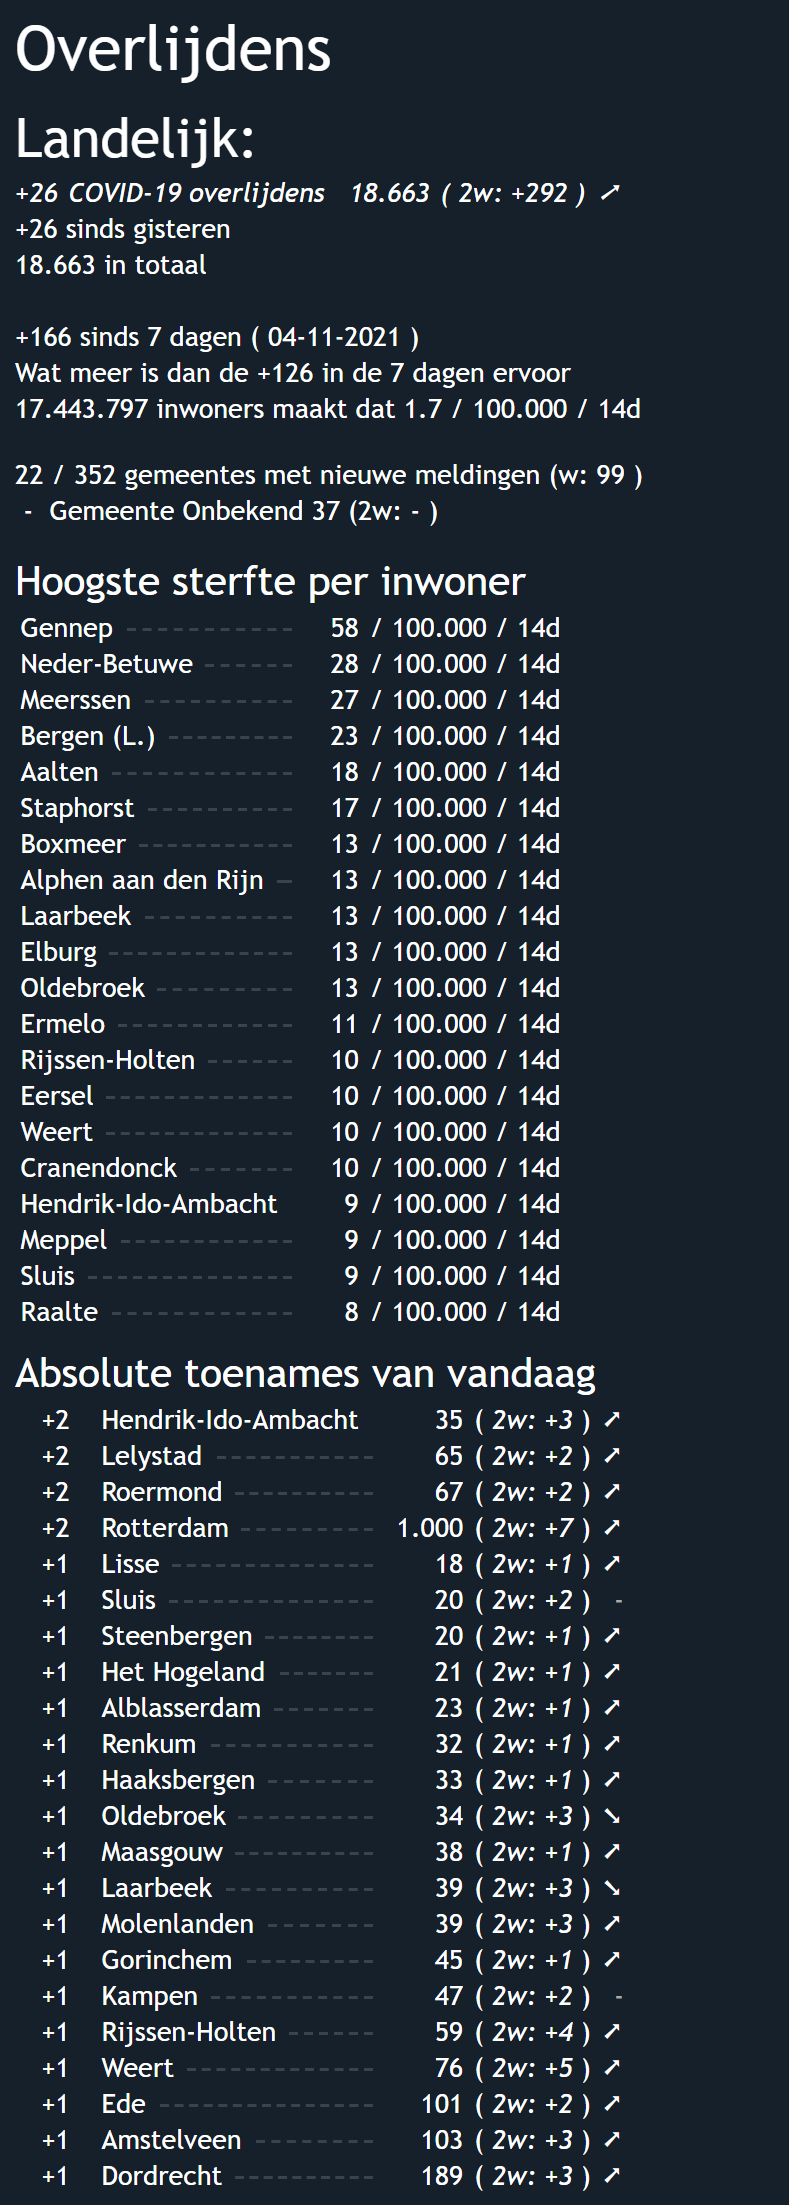 Overlijdens
Landelijk:
+26 COVID-19 overlijdens 18.663 ( 2w: +292 ) ➚
+26 sinds gisteren
18.663 in totaal
+166 sinds 7 dagen ( 04-11-2021 )
Wat meer is dan de +126 in de 7 dagen ervoor
17.443.797 inwoners maakt dat 1.7 / 100.000 / 14d
22 / 352 gemeentes met nieuwe meldingen (w: 99 )
- Gemeente Onbekend 37 (2w: - )
Hoogste sterfte per inwoner
Gennep ----------- 58 / 100.000 / 14d
Neder-Betuwe ------ 28 / 100.000 / 14d
Meerssen ---------- 27 / 100.000 / 14d
Bergen (L.) --------- 23 / 100.000 / 14d
Aalten ------------ 18 / 100.000 / 14d
Staphorst ---------- 17 / 100.000 / 14d
Boxmeer ---------- 13 / 100.000 / 14d
Alphen aan den Rijn - 13 / 100.000 / 14d
Laarbeek ---------- 13 / 100.000 / 14d
Elburg ------------ 13 / 100.000 / 14d
Oldebroek --------- 13 / 100.000 / 14d
Ermelo ----------- 11 / 100.000 / 14d
Rijssen-Holten ------ 10 / 100.000 / 14d
Eersel ------------ 10 / 100.000 / 14d
Weert ------------ 10 / 100.000 / 14d
Cranendonck ------- 10 / 100.000 / 14d
Hendrik-Ido-Ambacht 9 / 100.000 / 14d
Meppel ----------- 9 / 100.000 / 14d
Sluis ------------- 9 / 100.000 / 14d
Raalte ------------ 8 / 100.000 / 14d
Absolute toenames van vandaag
+2 Hendrik-Ido-Ambacht 35 ( 2w: +3 ) ➚
+2 Lelystad ----------- 65 ( 2w: +2 ) ➚
+2 Roermond ---------- 67 ( 2w: +2 ) ➚
+2 Rotterdam --------- 1.000 ( 2w: +7 ) ➚
+1 Lisse -------------- 18 ( 2w: +1 ) ➚
+1 Sluis -------------- 20 ( 2w: +2 ) -
+1 Steenbergen -------- 20 ( 2w: +1 ) ➚
+1 Het Hogeland ------- 21 ( 2w: +1 ) ➚
+1 Alblasserdam ------- 23 ( 2w: +1 ) ➚
+1 Renkum ----------- 32 ( 2w: +1 ) ➚
+1 Haaksbergen -------- 33 ( 2w: +1 ) ➚
+1 Oldebroek ---------- 34 ( 2w: +3 ) ➘
+1 Maasgouw ---------- 38 ( 2w: +1 ) ➚
+1 Laarbeek ---------- 39 ( 2w: +3 ) ➘
+1 Molenlanden -------- 39 ( 2w: +3 ) ➚
+1 Gorinchem --------- 45 ( 2w: +1 ) ➚
+1 Kampen ----------- 47 ( 2w: +2 ) -
+1 Rijssen-Holten ------ 59 ( 2w: +4 ) ➚
+1 Weert ------------- 76 ( 2w: +5 ) ➚
+1 Ede --------------- 101 ( 2w: +2 ) ➚
+1 Amstelveen -------- 103 ( 2w: +3 ) ➚
+1 Dordrecht ---------- 189 ( 2w: +3 ) ➚